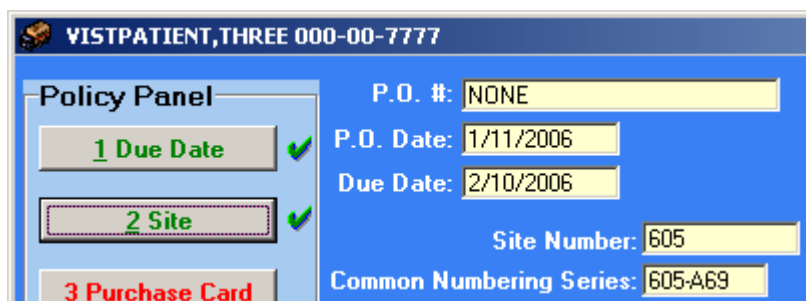 VISTPATIENT,THREE 000-00-7777
Policy Panel
1 Due Date
2 Site
3 Purchase Card
P.O. #: NONE
P.O. Date: 1/11/2006
Due Date: 2/10/2006
Site Number: 605
Common Numbering Series: 605-A69